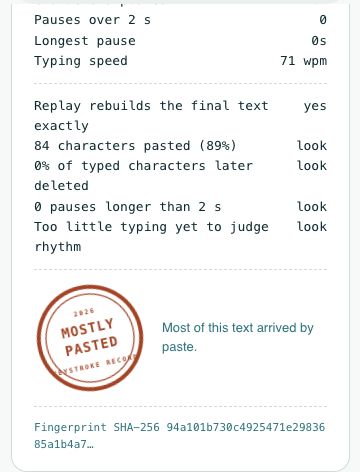 Pauses over 2 s 0
Longest pause 0s
Typing speed 71 wpm
Replay rebuilds the final text yes
exactly
84 characters pasted (89%) look
0% of typed characters later look
deleted
0 pauses longer than 2 s look
Too little typing yet to judge look
rhythm
2026
MOSTLY
PASTED
KEYSTROKE RECORD
Most of this text arrived by
paste.
Fingerprint SHA-256 94a101b730c4925471e29836
85a1b4a7…